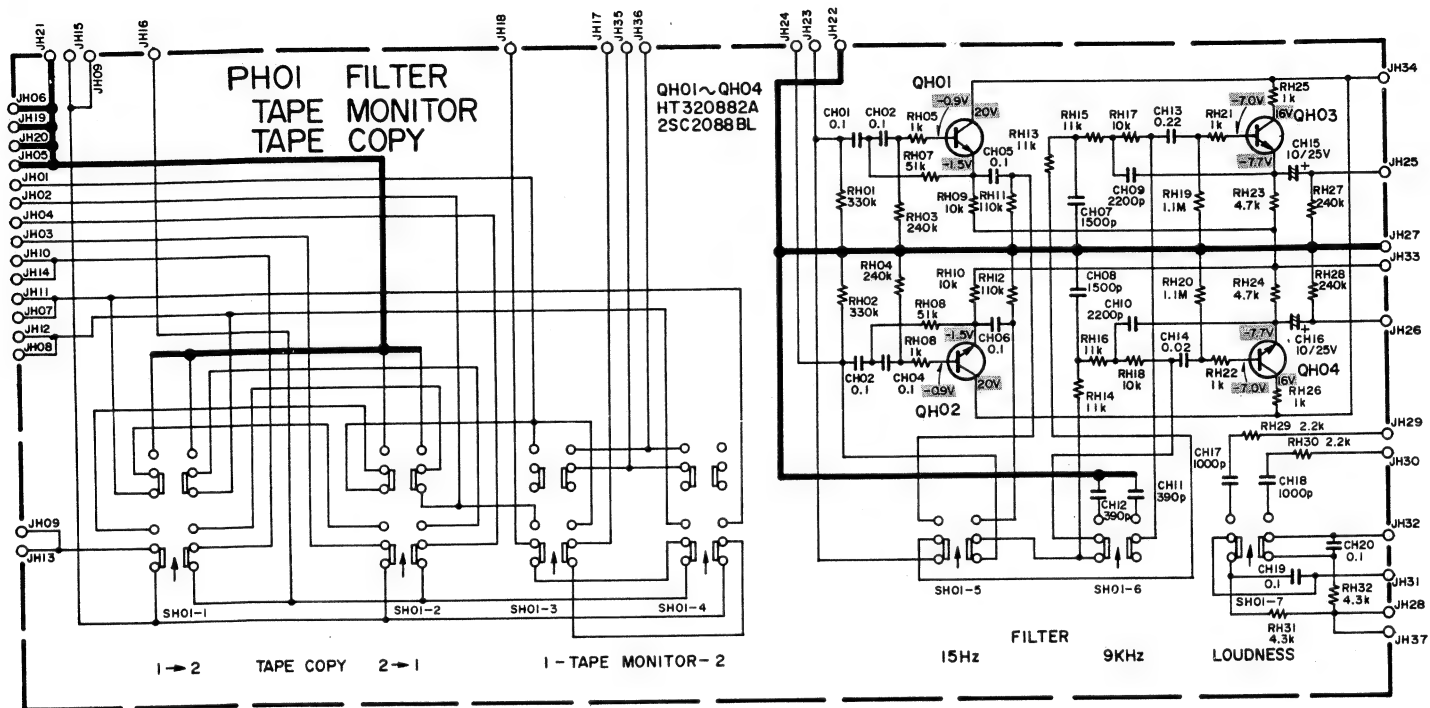 JH21
JH15
JH09
JH16
JH18
JH17
JH35
JH36
JH24
JH23
JH22
PH01 FILTER
TAPE MONITOR
TAPE COPY
QH01~QH04
HT320882A
2SC2088BL
JH06
JH19
JH20
JH05
JH01
JH02
JH04
JH03
JH10
JH14
JH11
JH07
JH12
JH08
JH09
JH13
QH01
-0.9V
20V
-1.5V
CH01
0.1
CH02
0.1
RH05
1k
RH07
51k
CH05
0.1
RH01
330k
RH03
240k
RH09
10k
RH11
110k
RH13
11k
RH15
11k
RH17
10k
CH13
0.22
RH21
1k
-7.0V
RH25
1k
16V
QH03
-7.7V
CH15
10/25V
+
CH09
2200p
CH07
1500p
RH19
1.1M
RH23
4.7k
RH27
240k
JH34
JH25
JH27
JH33
JH26
JH29
JH30
JH32
JH31
JH28
JH37
RH04
240k
RH02
330k
RH10
10k
RH12
110k
RH08
51k
RH08
1k
-1.5V
CH06
0.1
CH02
0.1
CH04
0.1
-0.9V
20V
QH02
CH08
1500p
CH10
2200p
RH20
1.1M
RH24
4.7k
RH28
240k
RH16
11k
RH18
10k
CH14
0.02
RH22
1k
-7.0V
-7.7V
+
CH16
10/25V
16V
QH04
RH26
1k
RH14
11k
RH29 2.2k
RH30 2.2k
CH17
1000p
CH18
1000p
CH12
390p
CH11
390p
CH20
0.1
CH19
0.1
RH32
4.3k
RH31
4.3k
SH01-1
SH01-2
SH01-3
SH01-4
SH01-5
SH01-6
SH01-7
1→2 TAPE COPY 2→1
1-TAPE MONITOR-2
FILTER
15Hz 9KHz LOUDNESS